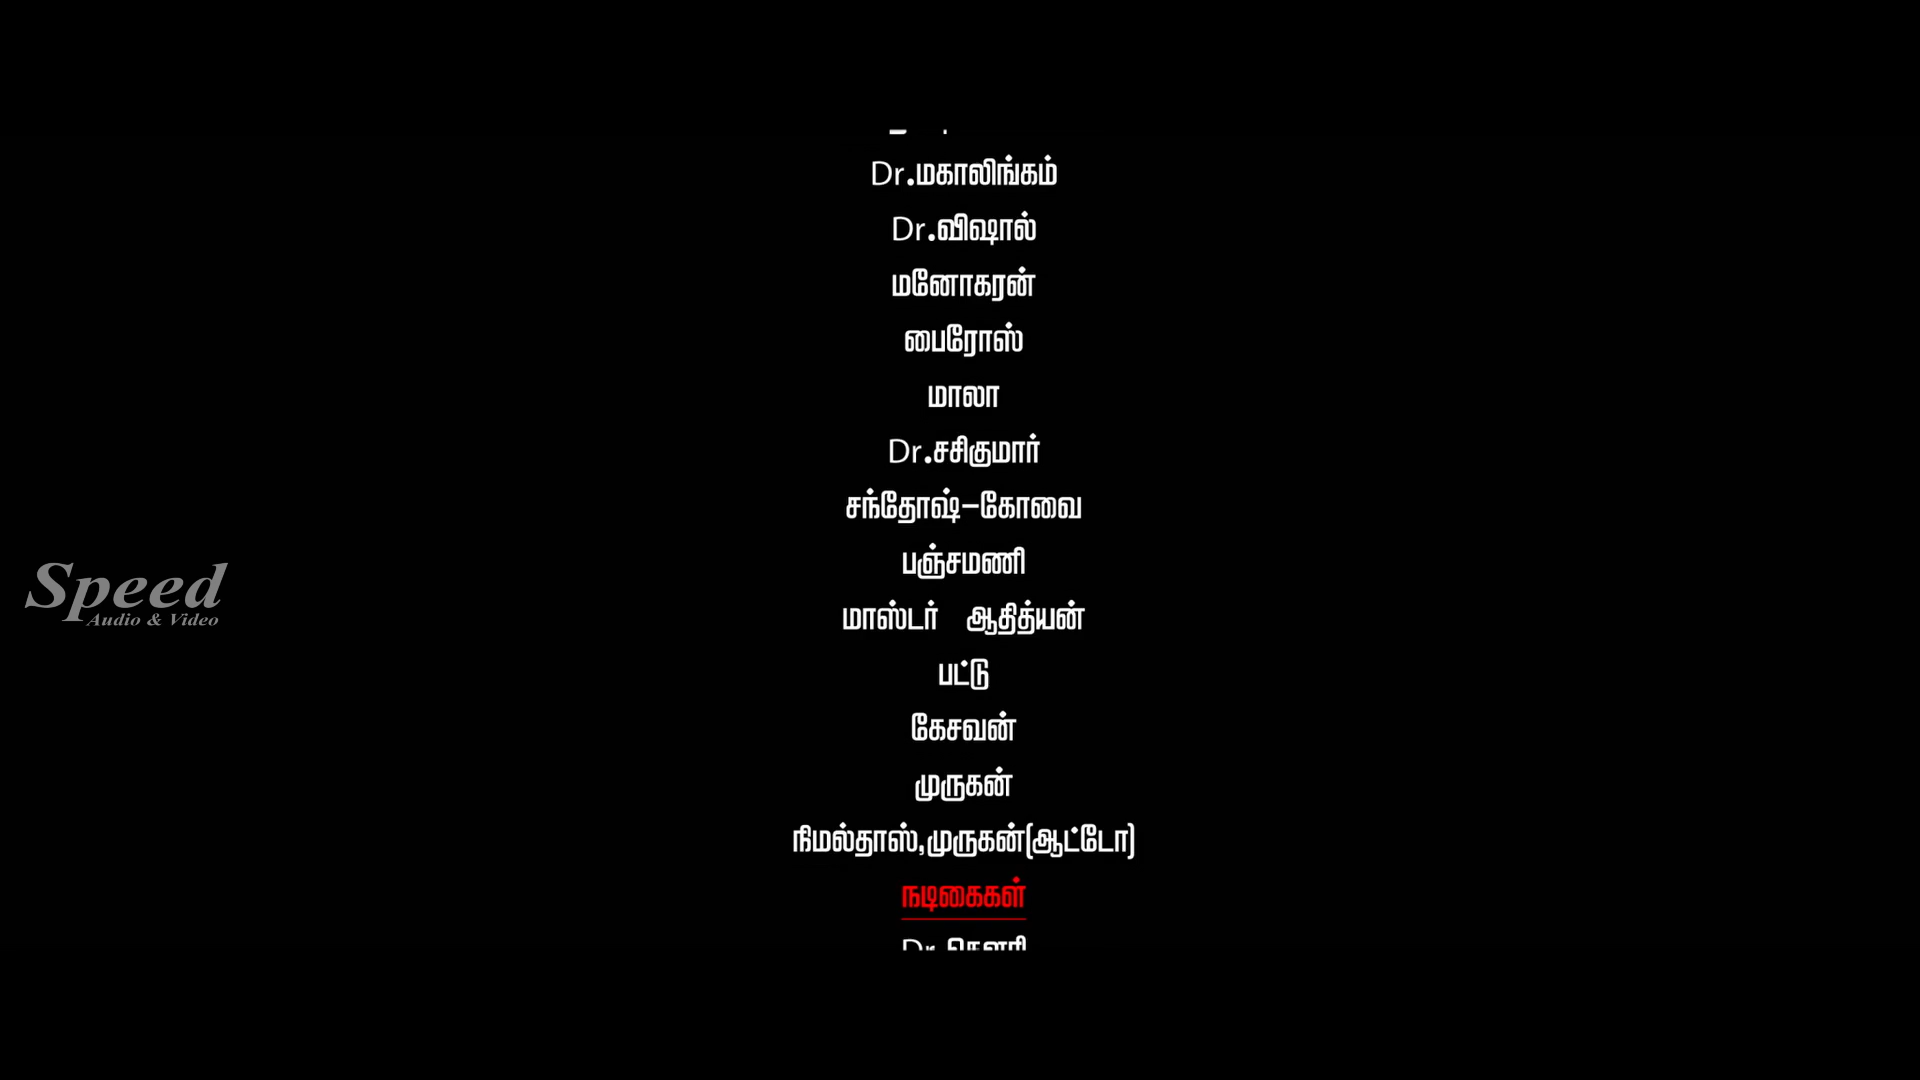 Dr.மகாலிங்கம்
Dr.விஷால்
மனோகரன்
பைரோஸ்
மாலா
Dr.சசிகுமார்
சந்தோஷ்-கோவை
பஞ்சமணி
மாஸ்டர் ஆதித்யன்
பட்டு
கேசவன்
முருகன்
நிமல்தாஸ்,முருகன்(ஆட்டோ)
நடிகைகள்
Speed
Audio & Video